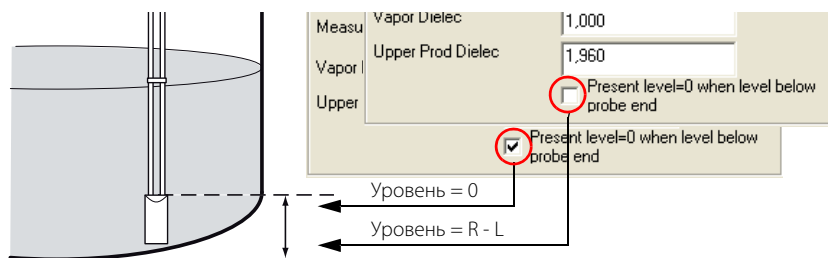 Measu
Vapor Dielec
1,000
Vapor
Upper Prod Dielec
1,960
Upper
Present level=0 when level below
probe end
Present level=0 when level below
probe end
Уровень = 0
Уровень = R - L